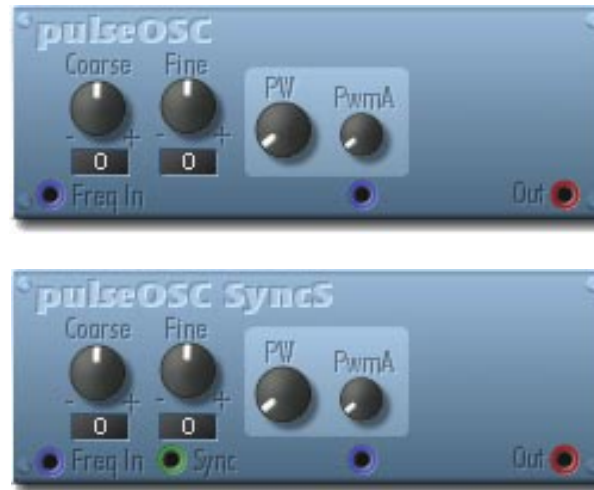 pulseOSC
Coarse Fine
PW PwmA
- + - +
0 0
Freq In Out
pulseOSC SyncS
Coarse Fine
PW PwmA
- + - +
0 0
Freq In Sync Out